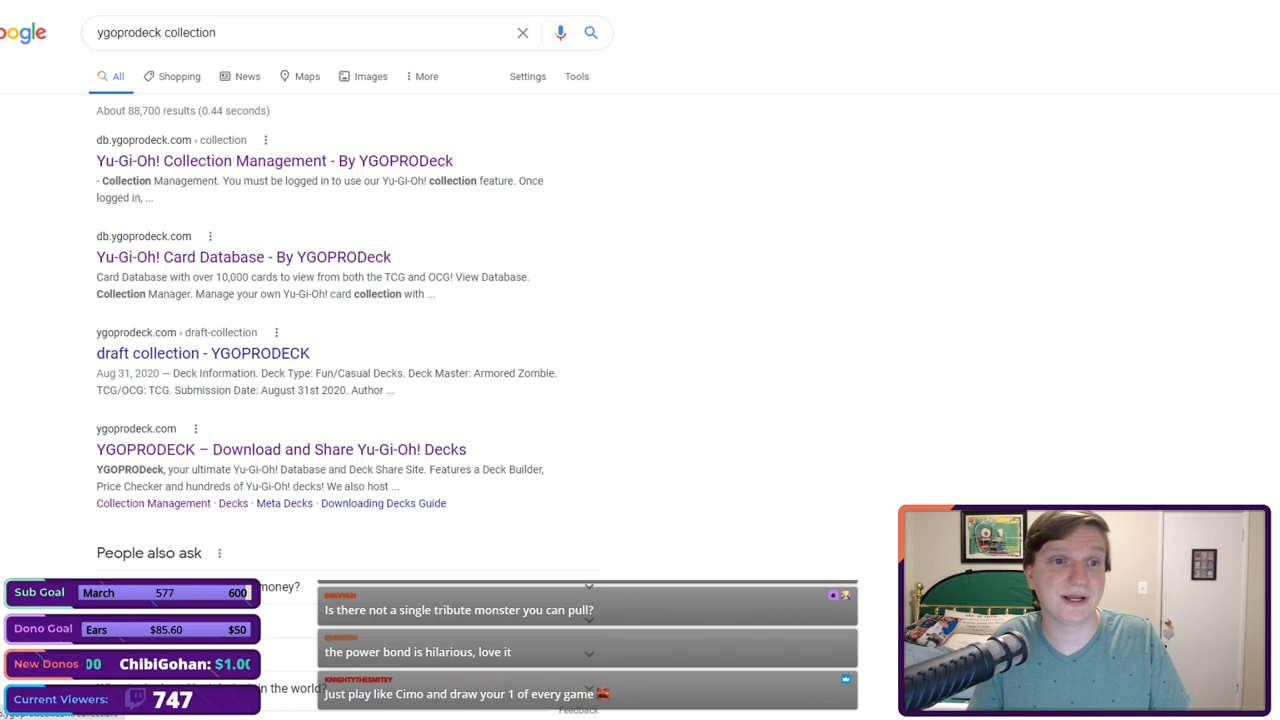 oogle
ygoprodeck collection
All
Shopping
News
Maps
Images
More
Settings
Tools
About 88,700 results (0.44 seconds)
db.ygoprodeck.com › collection
Yu-Gi-Oh! Collection Management - By YGOPRODeck
- Collection Management. You must be logged in to use our Yu-Gi-Oh! collection feature. Once
logged in, ...
db.ygoprodeck.com
Yu-Gi-Oh! Card Database - By YGOPRODeck
Card Database with over 10,000 cards to view from both the TCG and OCG! View Database.
Collection Manager. Manage your own Yu-Gi-Oh! card collection with ...
ygoprodeck.com › draft-collection
draft collection - YGOPRODECK
Aug 31, 2020 — Deck Information. Deck Type: Fun/Casual Decks. Deck Master: Armored Zombie.
TCG/OCG: TCG. Submission Date: August 31st 2020. Author ...
ygoprodeck.com
YGOPRODECK – Download and Share Yu-Gi-Oh! Decks
YGOPRODeck, your ultimate Yu-Gi-Oh! Database and Deck Share Site. Features a Deck Builder,
Price Checker and hundreds of Yu-Gi-Oh! decks! We also host ...
Collection Management · Decks · Meta Decks · Downloading Decks Guide
People also ask
money?
in the world?
Feedback
Sub Goal March 577 600
Dono Goal Ears $85.60 $50
New Donos 00 ChibiGohan: $1.00
Current Viewers: 747
Is there not a single tribute monster you can pull?
the power bond is hilarious, love it
KNIGHTYTHESMITEY
Just play like Cimo and draw your 1 of every game